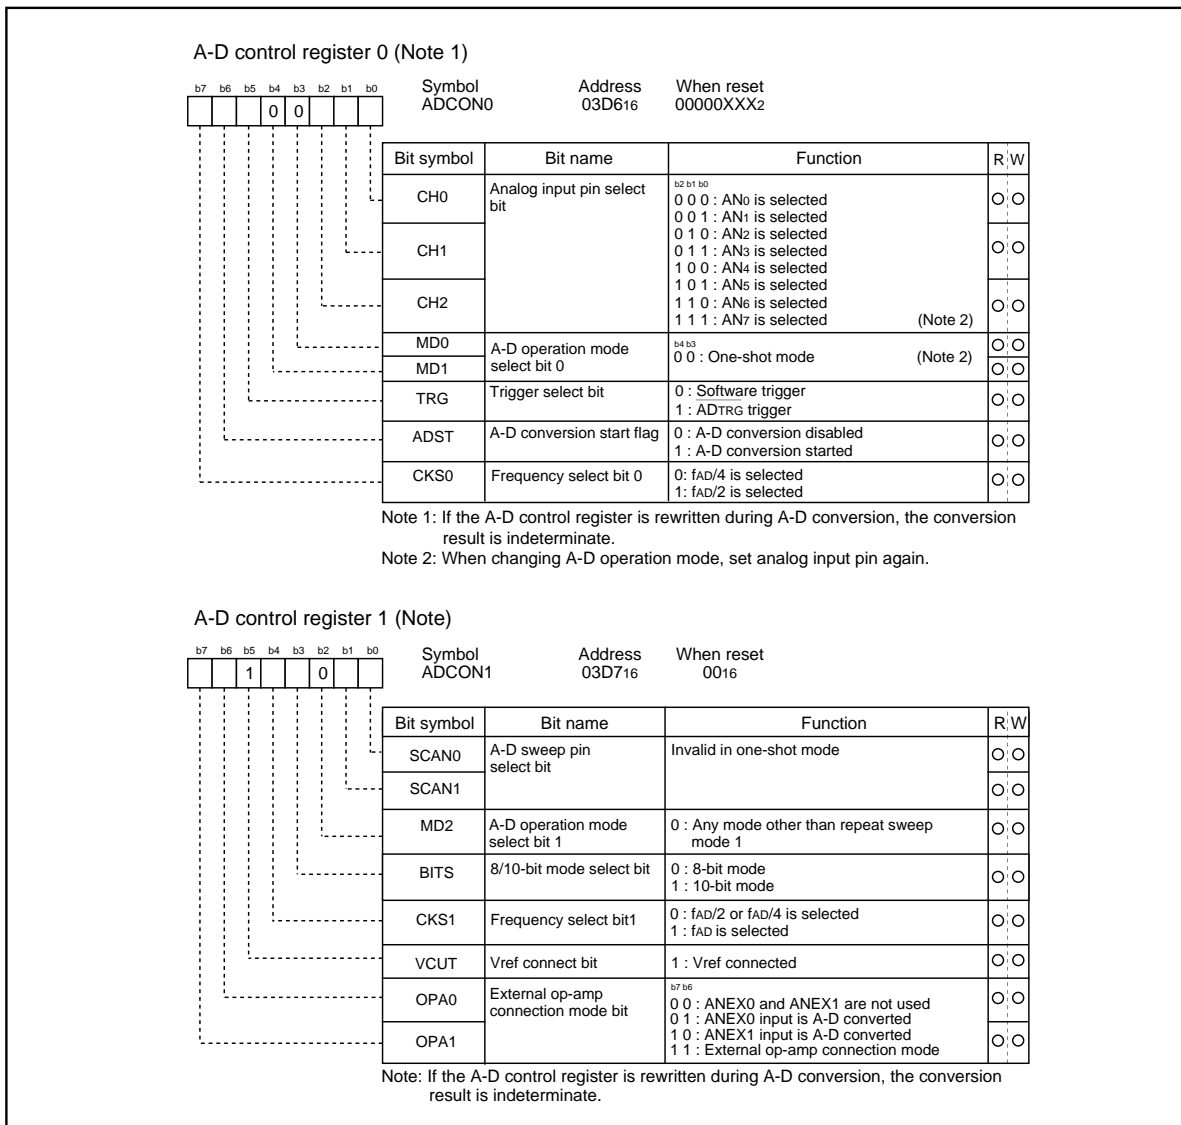 A-D control register 0 (Note 1)
b7 b6 b5 b4 b3 b2 b1 b0
0 0
Symbol Address When reset
ADCON0 03D616 00000XXX2
Bit symbol Bit name Function R W
CH0 Analog input pin select bit
b2 b1 b0
0 0 0 : AN0 is selected
0 0 1 : AN1 is selected
0 1 0 : AN2 is selected
CH1
0 1 1 : AN3 is selected
1 0 0 : AN4 is selected
1 0 1 : AN5 is selected
CH2
1 1 0 : AN6 is selected
1 1 1 : AN7 is selected (Note 2)
MD0 A-D operation mode select bit 0
b4 b3
0 0 : One-shot mode (Note 2)
MD1
TRG Trigger select bit 0 : Software trigger
1 : ADTRG trigger
ADST A-D conversion start flag 0 : A-D conversion disabled
1 : A-D conversion started
CKS0 Frequency select bit 0 0: fAD/4 is selected
1: fAD/2 is selected
Note 1: If the A-D control register is rewritten during A-D conversion, the conversion
result is indeterminate.
Note 2: When changing A-D operation mode, set analog input pin again.
A-D control register 1 (Note)
b7 b6 b5 b4 b3 b2 b1 b0
1 0
Symbol Address When reset
ADCON1 03D716 0016
Bit symbol Bit name Function R W
SCAN0 A-D sweep pin select bit Invalid in one-shot mode
SCAN1
MD2 A-D operation mode select bit 1 0 : Any mode other than repeat sweep
mode 1
BITS 8/10-bit mode select bit 0 : 8-bit mode
1 : 10-bit mode
CKS1 Frequency select bit1 0 : fAD/2 or fAD/4 is selected
1 : fAD is selected
VCUT Vref connect bit 1 : Vref connected
OPA0 External op-amp connection mode bit
b7 b6
0 0 : ANEX0 and ANEX1 are not used
0 1 : ANEX0 input is A-D converted
OPA1
1 0 : ANEX1 input is A-D converted
1 1 : External op-amp connection mode
Note: If the A-D control register is rewritten during A-D conversion, the conversion
result is indeterminate.